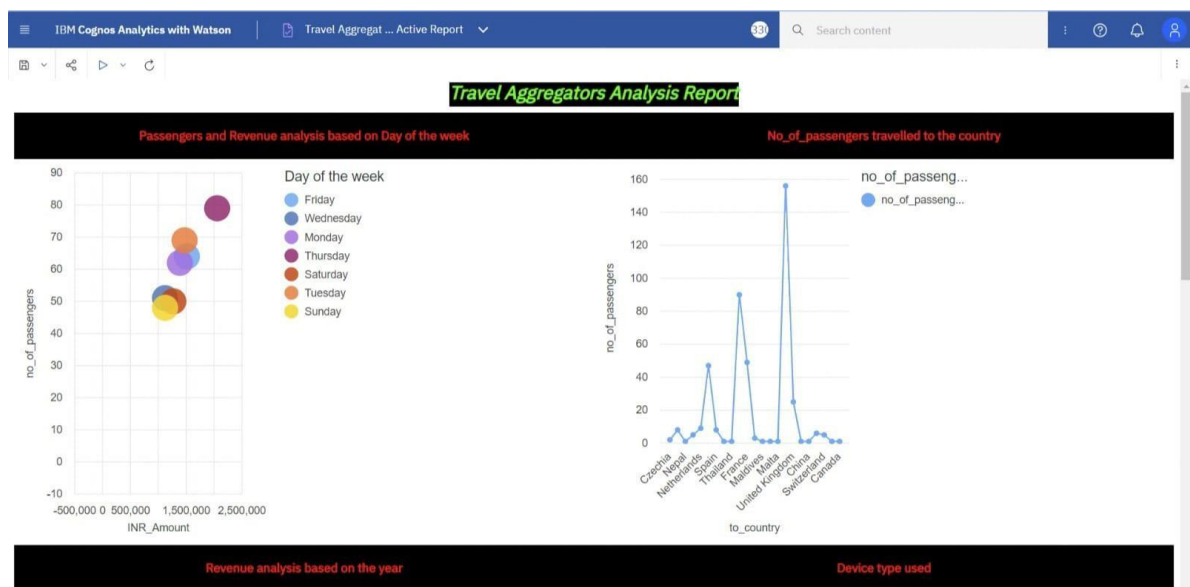 IBM Cognos Analytics with Watson
Travel Aggregat ... Active Report
Search content
Travel Aggregators Analysis Report
Passengers and Revenue analysis based on Day of the week
No_of_passengers travelled to the country
90
80
70
60
50
40
30
20
10
0
-10
no_of_passengers
-500,000 0 500,000 1,500,000 2,500,000
INR_Amount
Day of the week
Friday
Wednesday
Monday
Thursday
Saturday
Tuesday
Sunday
160
140
120
100
80
60
40
20
0
no_of_passengers
Czechia
Nepal
Netherlands
Spain
Thailand
France
Maldives
Malta
United Kingdom
China
Switzerland
Canada
to_country
no_of_passeng...
no_of_passeng...
Revenue analysis based on the year
Device type used